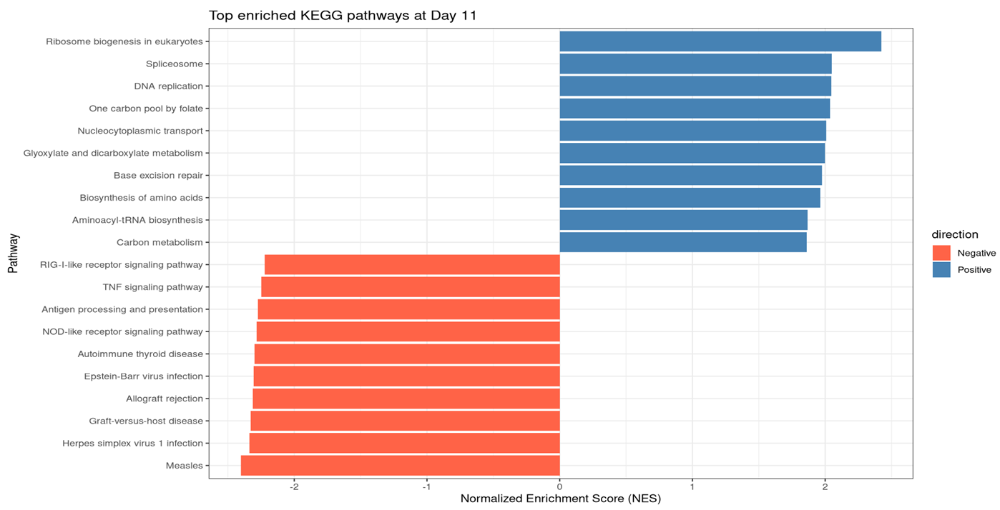 Top enriched KEGG pathways at Day 11
Ribosome biogenesis in eukaryotes
Spliceosome
DNA replication
One carbon pool by folate
Nucleocytoplasmic transport
Glyoxylate and dicarboxylate metabolism
Base excision repair
Biosynthesis of amino acids
Aminoacyl-tRNA biosynthesis
Carbon metabolism
RIG-I-like receptor signaling pathway
TNF signaling pathway
Antigen processing and presentation
NOD-like receptor signaling pathway
Autoimmune thyroid disease
Epstein-Barr virus infection
Allograft rejection
Graft-versus-host disease
Herpes simplex virus 1 infection
Measles
Pathway
-2 -1 0 1 2
Normalized Enrichment Score (NES)
direction
Negative
Positive